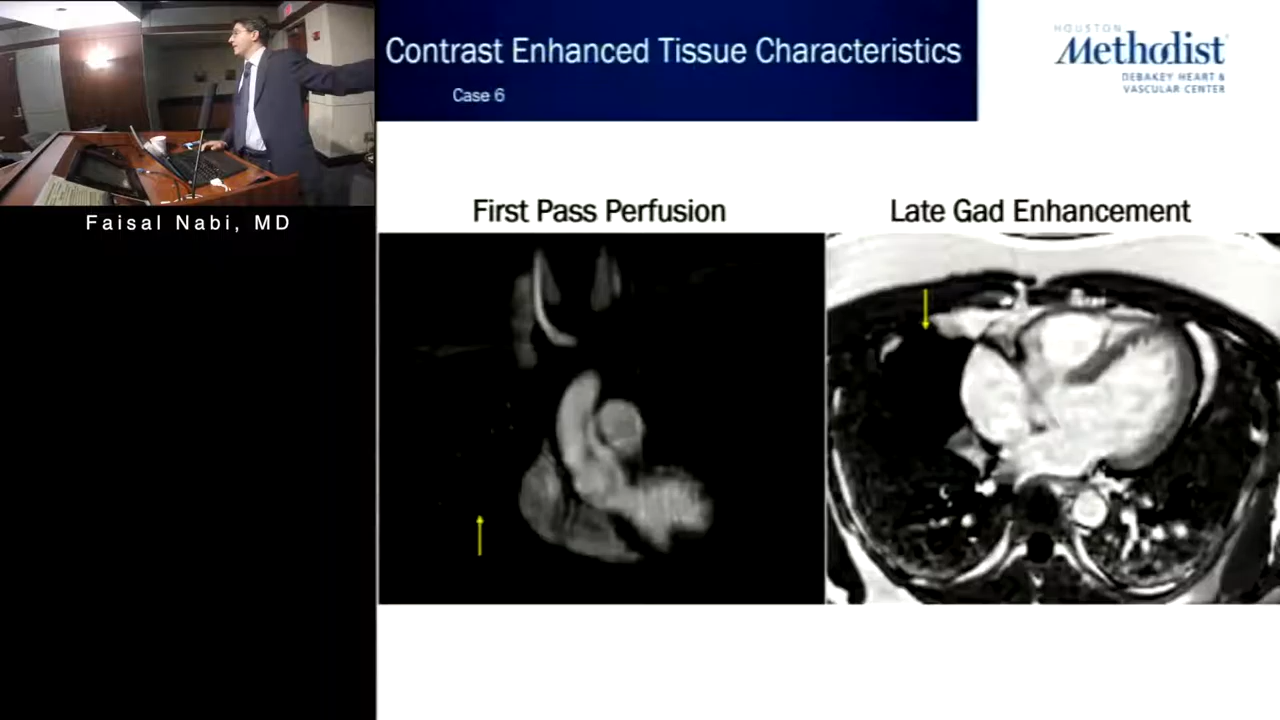 Contrast Enhanced Tissue Characteristics
Case 6
HOUSTON
Methodist
DEBAKEY HEART &
VASCULAR CENTER
First Pass Perfusion
Late Gad Enhancement
Faisal Nabi, MD